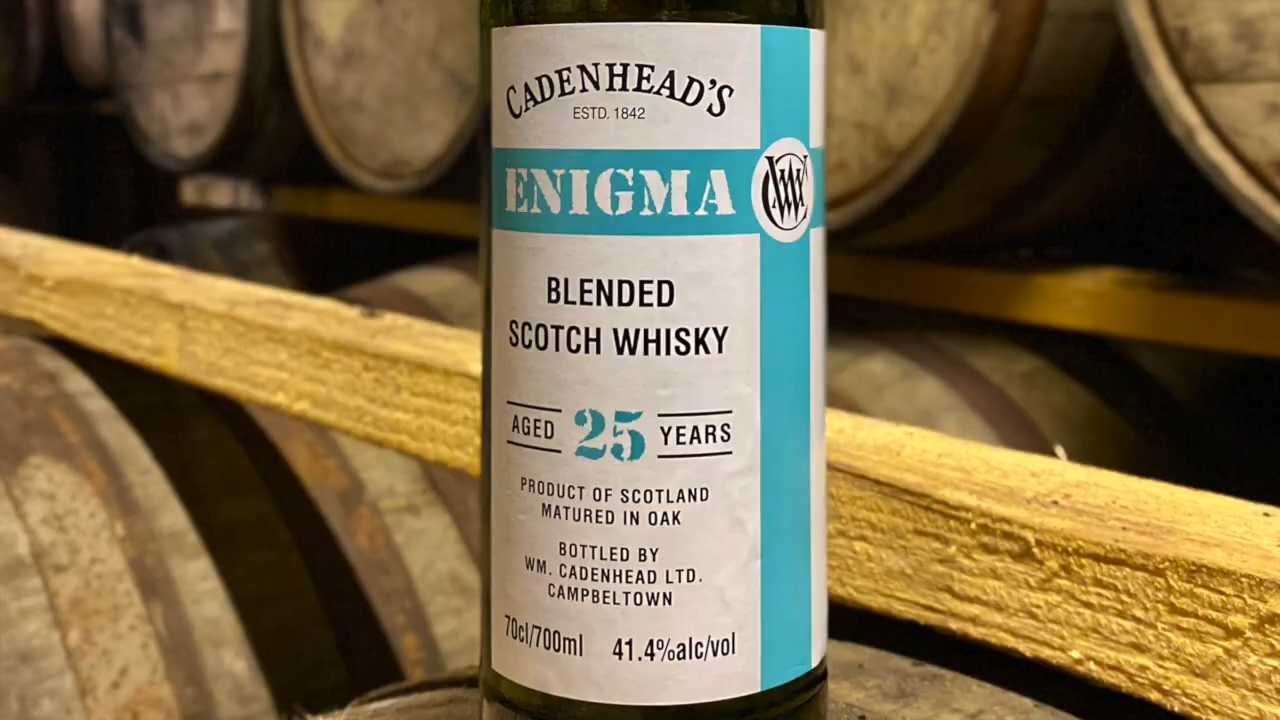 CADENHEAD'S
ESTD. 1842
ENIGMA
WMC
BLENDED
SCOTCH WHISKY
AGED 25 YEARS
PRODUCT OF SCOTLAND
MATURED IN OAK
BOTTLED BY
WM. CADENHEAD LTD.
CAMPBELTOWN
70cl/700ml 41.4%alc/vol